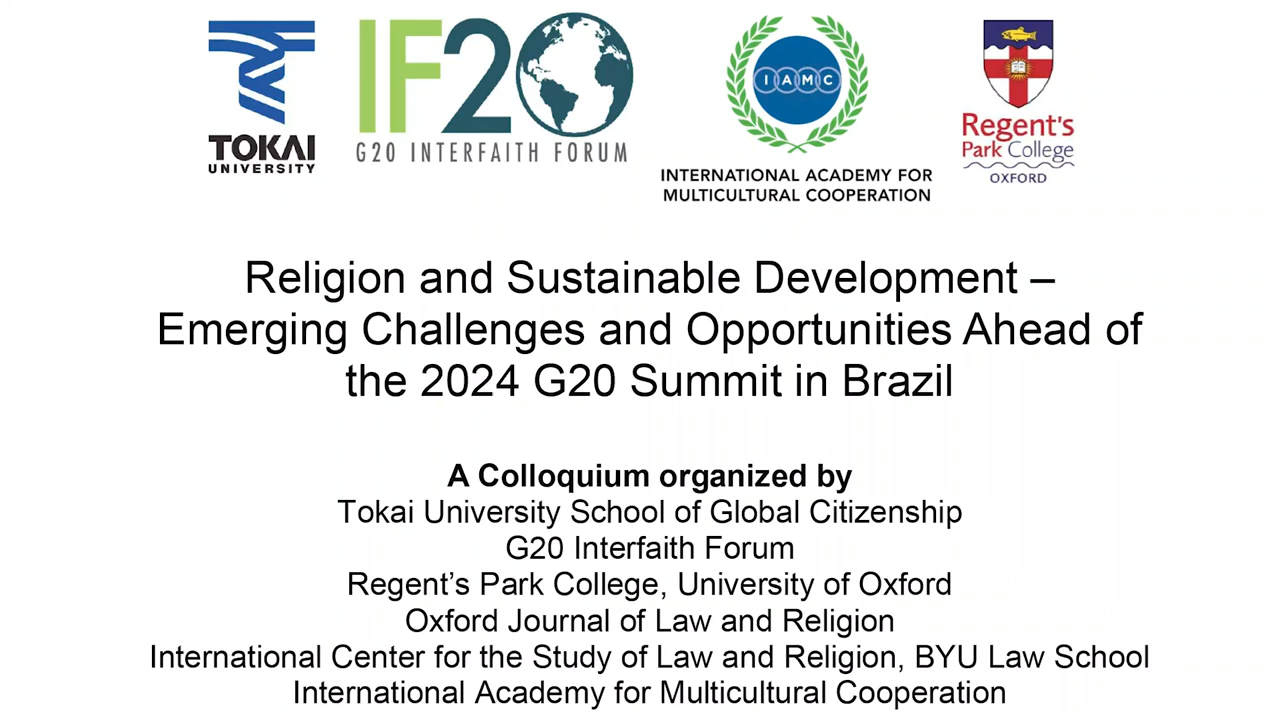 TOKAI
UNIVERSITY
IF20
G20 INTERFAITH FORUM
IAMC
INTERNATIONAL ACADEMY FOR
MULTICULTURAL COOPERATION
Regent's
Park College
OXFORD
Religion and Sustainable Development –
Emerging Challenges and Opportunities Ahead of
the 2024 G20 Summit in Brazil
A Colloquium organized by
Tokai University School of Global Citizenship
G20 Interfaith Forum
Regent’s Park College, University of Oxford
Oxford Journal of Law and Religion
International Center for the Study of Law and Religion, BYU Law School
International Academy for Multicultural Cooperation